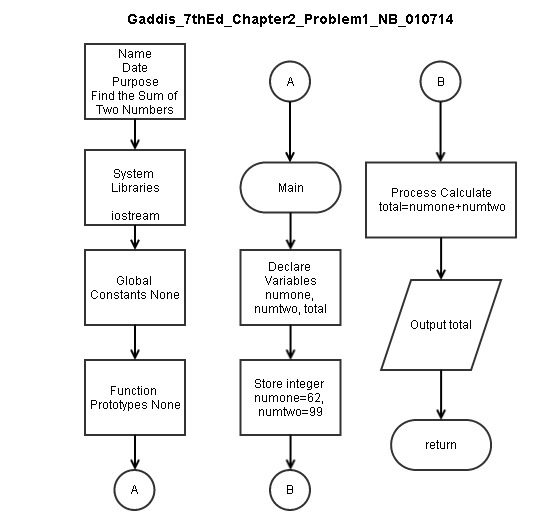 Gaddis_7thEd_Chapter2_Problem1_NB_010714
Name
Date
Purpose
Find the Sum of
Two Numbers
System
Libraries
iostream
Global
Constants None
Function
Prototypes None
A
A
Main
Declare
Variables
numone,
numtwo, total
Store integer
numone=62,
numtwo=99
B
B
Process Calculate
total=numone+numtwo
Output total
return